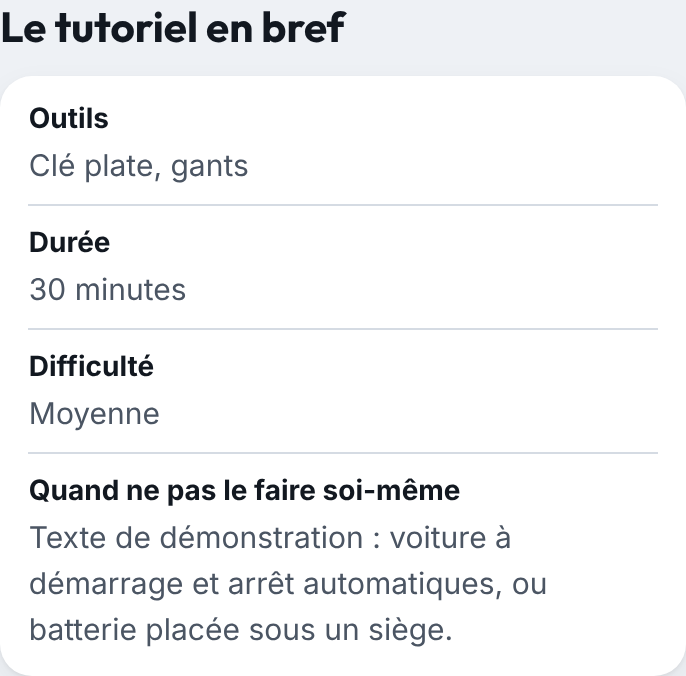 Le tutoriel en bref
Outils
Clé plate, gants
Durée
30 minutes
Difficulté
Moyenne
Quand ne pas le faire soi-même
Texte de démonstration : voiture à
démarrage et arrêt automatiques, ou
batterie placée sous un siège.